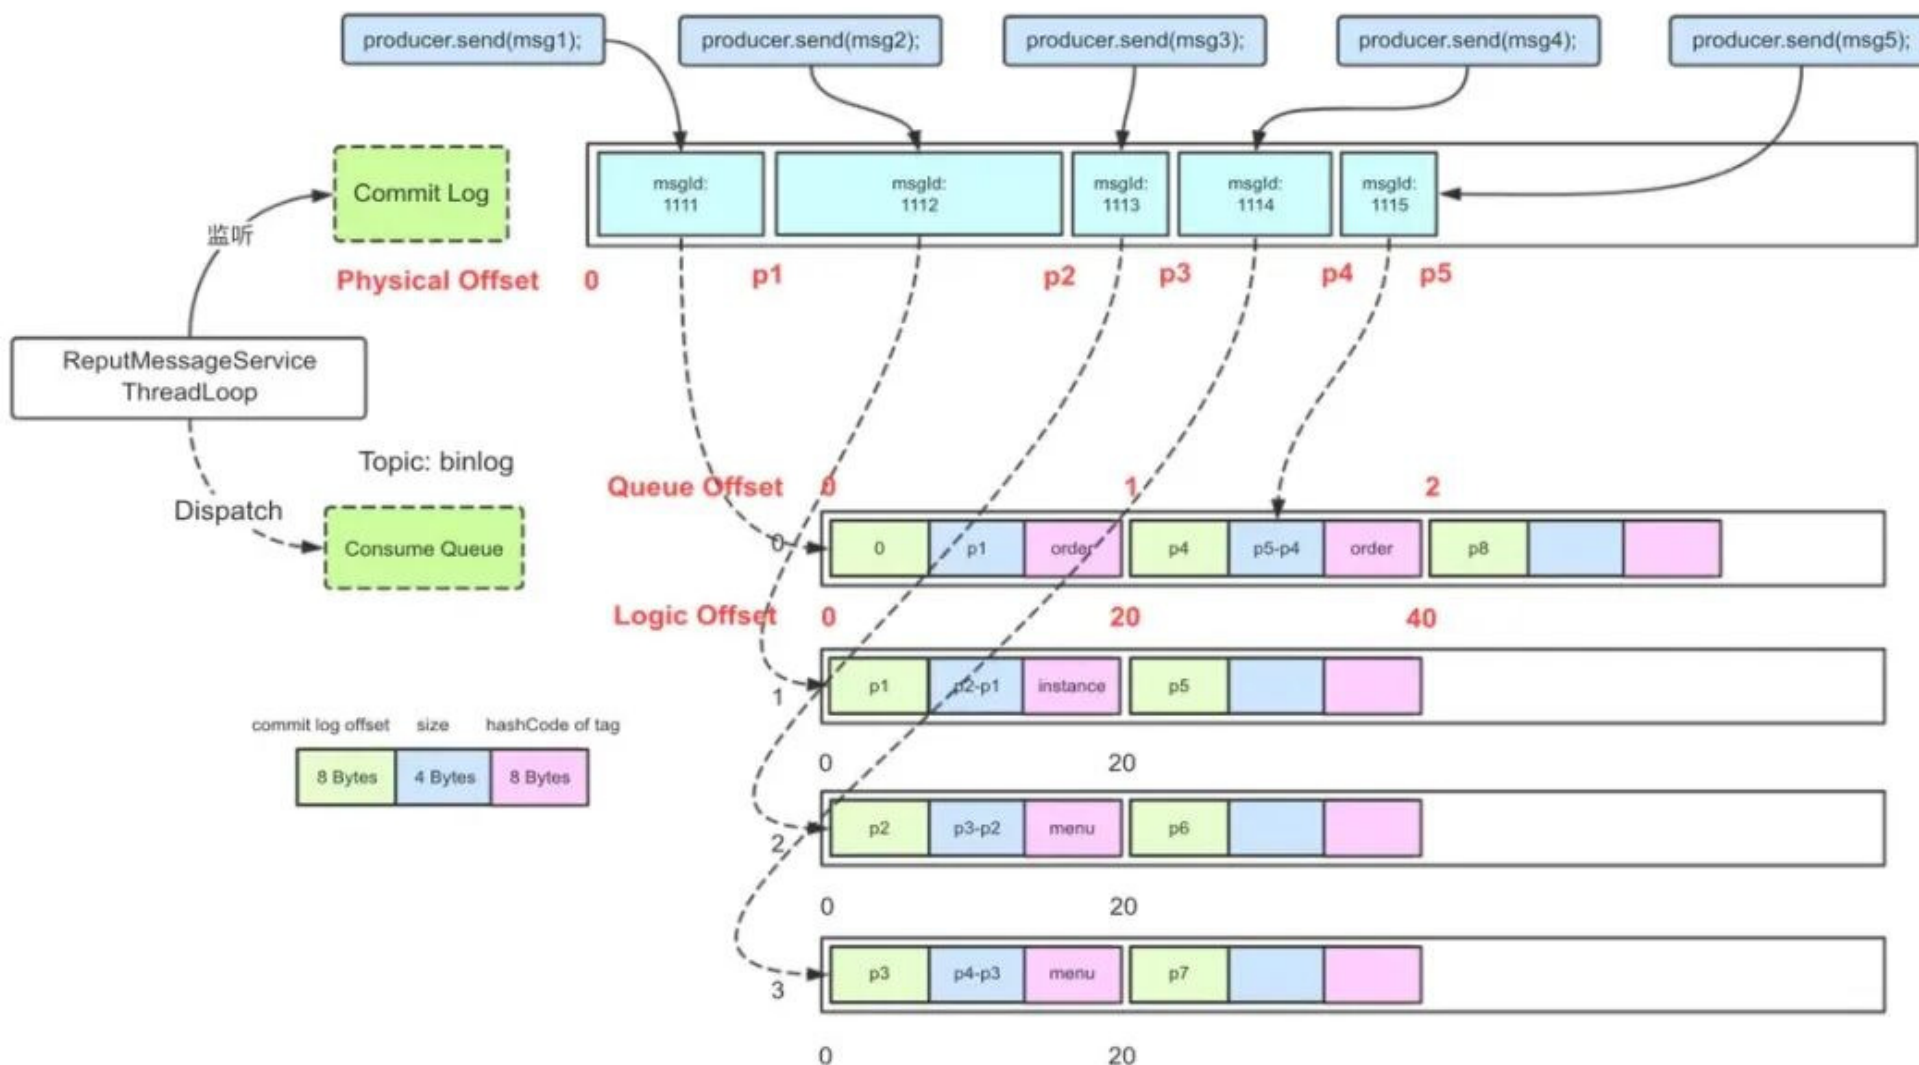 producer.send(msg1);
producer.send(msg2);
producer.send(msg3);
producer.send(msg4);
producer.send(msg5);
Commit Log
msgId:
1111
msgId:
1112
msgId:
1113
msgId:
1114
msgId:
1115
监听
Physical Offset
0
p1
p2
p3
p4
p5
ReputMessageService
ThreadLoop
Topic: binlog
Dispatch
Consume Queue
Queue Offset
0
1
2
0
0
p1
order
p4
p5-p4
order
p8
Logic Offset
0
20
40
1
p1
p2-p1
instance
p5
0
20
commit log offset
size
hashCode of tag
8 Bytes
4 Bytes
8 Bytes
2
p2
p3-p2
menu
p6
0
20
3
p3
p4-p3
menu
p7
0
20